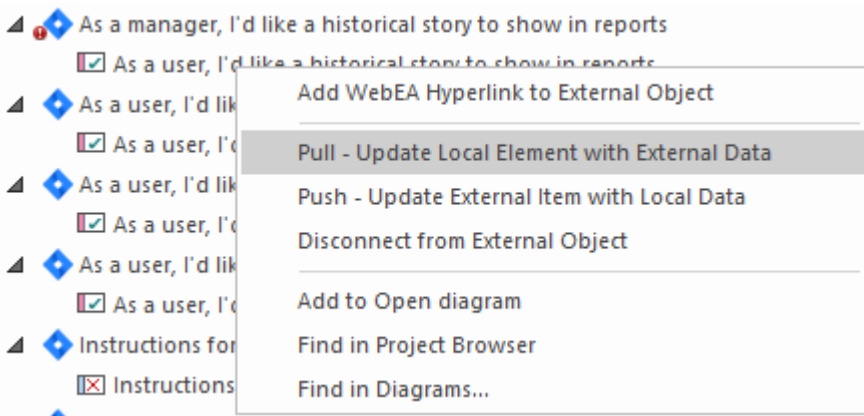 As a manager, I'd like a historical story to show in reports
As a user, I'd like a historical story to show in reports
As a user, I'd lik
As a user, I'd
As a user, I'd lik
As a user, I'd
As a user, I'd lik
As a user, I'd
Instructions for
Instructions
Add WebEA Hyperlink to External Object
Pull - Update Local Element with External Data
Push - Update External Item with Local Data
Disconnect from External Object
Add to Open diagram
Find in Project Browser
Find in Diagrams...